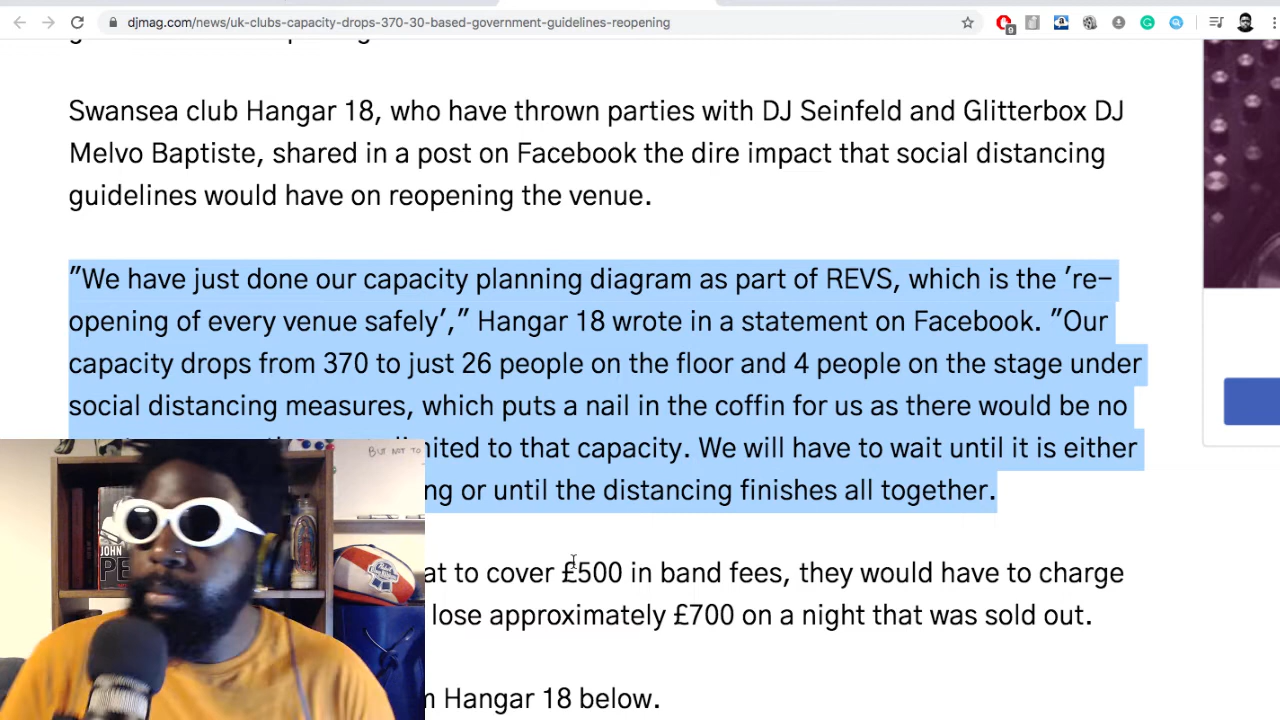 djmag.com/news/uk-clubs-capacity-drops-370-30-based-government-guidelines-reopening
9
Swansea club Hangar 18, who have thrown parties with DJ Seinfeld and Glitterbox DJ
Melvo Baptiste, shared in a post on Facebook the dire impact that social distancing
guidelines would have on reopening the venue.
"We have just done our capacity planning diagram as part of REVS, which is the 're-
opening of every venue safely'," Hangar 18 wrote in a statement on Facebook. "Our
capacity drops from 370 to just 26 people on the floor and 4 people on the stage under
social distancing measures, which puts a nail in the coffin for us as there would be no
to that capacity. We will have to wait until it is either
or until the distancing finishes all together.
BUT NOT TO
at to cover £500 in band fees, they would have to charge
lose approximately £700 on a night that was sold out.
JOHN
Hangar 18 below.